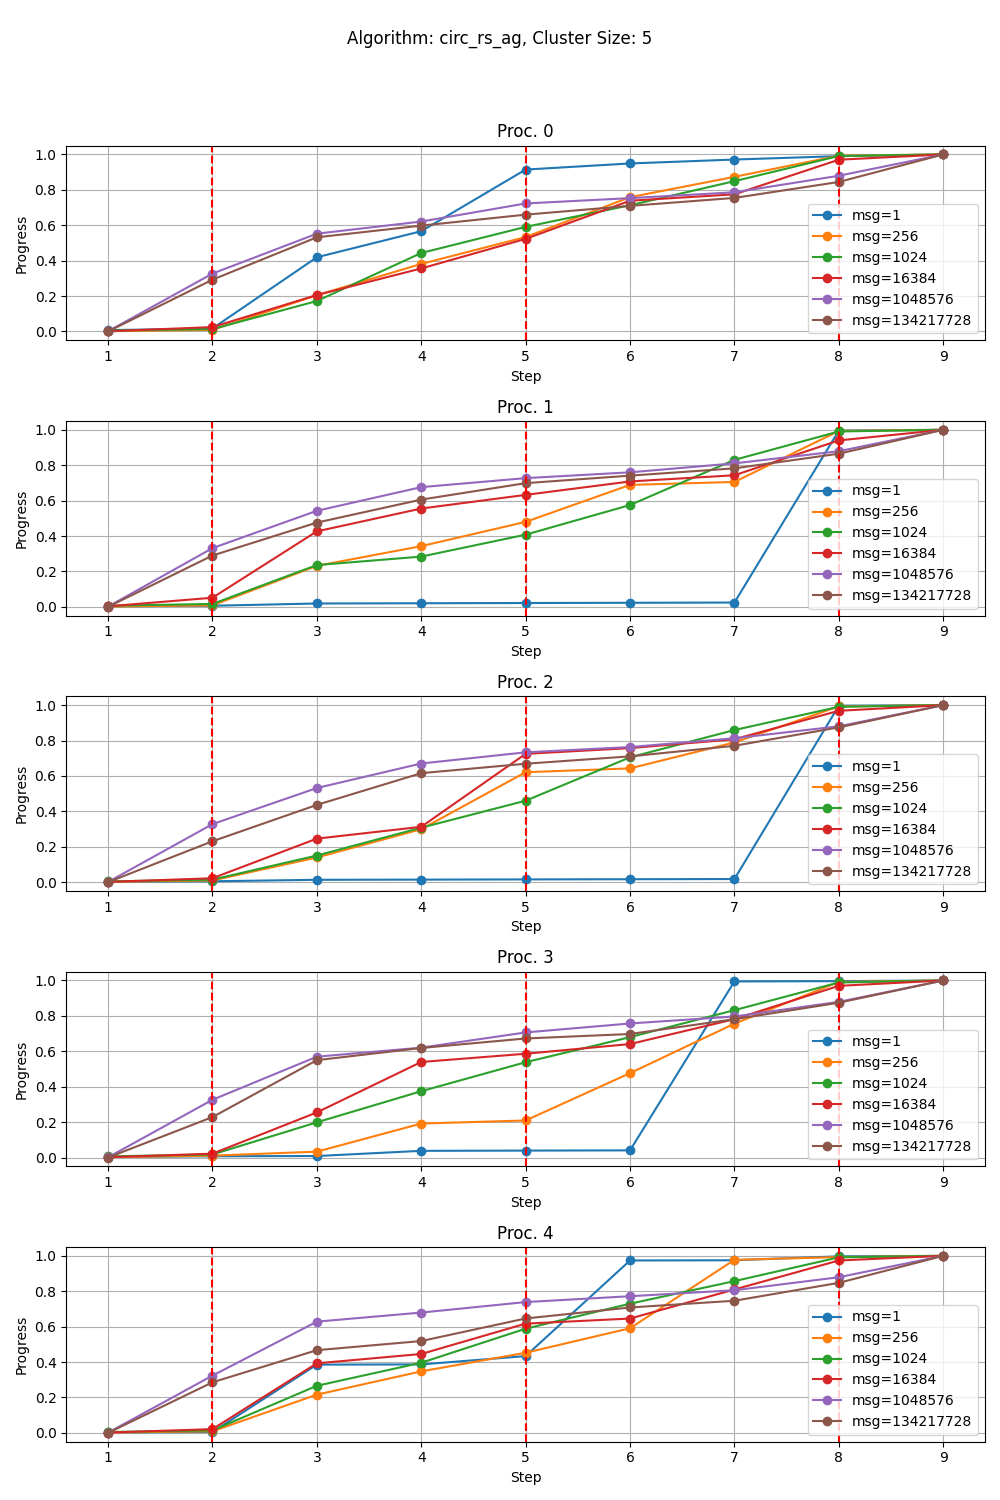 Algorithm: circ_rs_ag, Cluster Size: 5
Proc. 0
Progress
1.0
0.8
0.6
0.4
0.2
0.0
msg=1
msg=256
msg=1024
msg=16384
msg=1048576
msg=134217728
1 2 3 4 5 6 7 8 9
Step
Proc. 1
Progress
1.0
0.8
0.6
0.4
0.2
0.0
msg=1
msg=256
msg=1024
msg=16384
msg=1048576
msg=134217728
1 2 3 4 5 6 7 8 9
Step
Proc. 2
Progress
1.0
0.8
0.6
0.4
0.2
0.0
msg=1
msg=256
msg=1024
msg=16384
msg=1048576
msg=134217728
1 2 3 4 5 6 7 8 9
Step
Proc. 3
Progress
1.0
0.8
0.6
0.4
0.2
0.0
msg=1
msg=256
msg=1024
msg=16384
msg=1048576
msg=134217728
1 2 3 4 5 6 7 8 9
Step
Proc. 4
Progress
1.0
0.8
0.6
0.4
0.2
0.0
msg=1
msg=256
msg=1024
msg=16384
msg=1048576
msg=134217728
1 2 3 4 5 6 7 8 9
Step